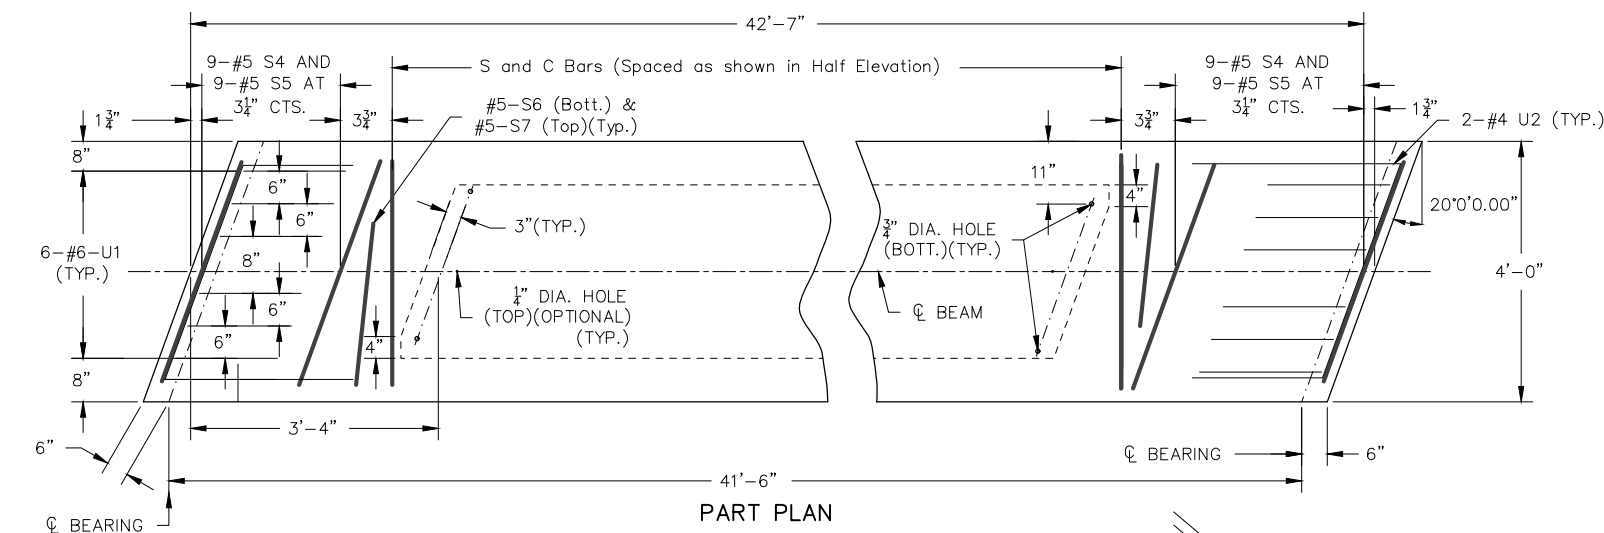 42'-7"
9-#5 S4 AND
9-#5 S5 AT
3¼" CTS.
S and C Bars (Spaced as shown in Half Elevation)
9-#5 S4 AND
9-#5 S5 AT
3¼" CTS.
1¾"
3¾"
#5-S6 (Bott.) &
#5-S7 (Top)(Typ.)
3¾"
1¾"
2-#4 U2 (TYP.)
8"
6"
6"
8"
6"
6"
6-#6-U1
(TYP.)
8"
3"(TYP.)
11"
4"
¾" DIA. HOLE
(BOTT.)(TYP.)
20°0'0.00"
4'-0"
¼" DIA. HOLE
(TOP)(OPTIONAL)
(TYP.)
4"
℄ BEAM
3'-4"
6"
℄ BEARING
6"
41'-6"
℄ BEARING
PART PLAN